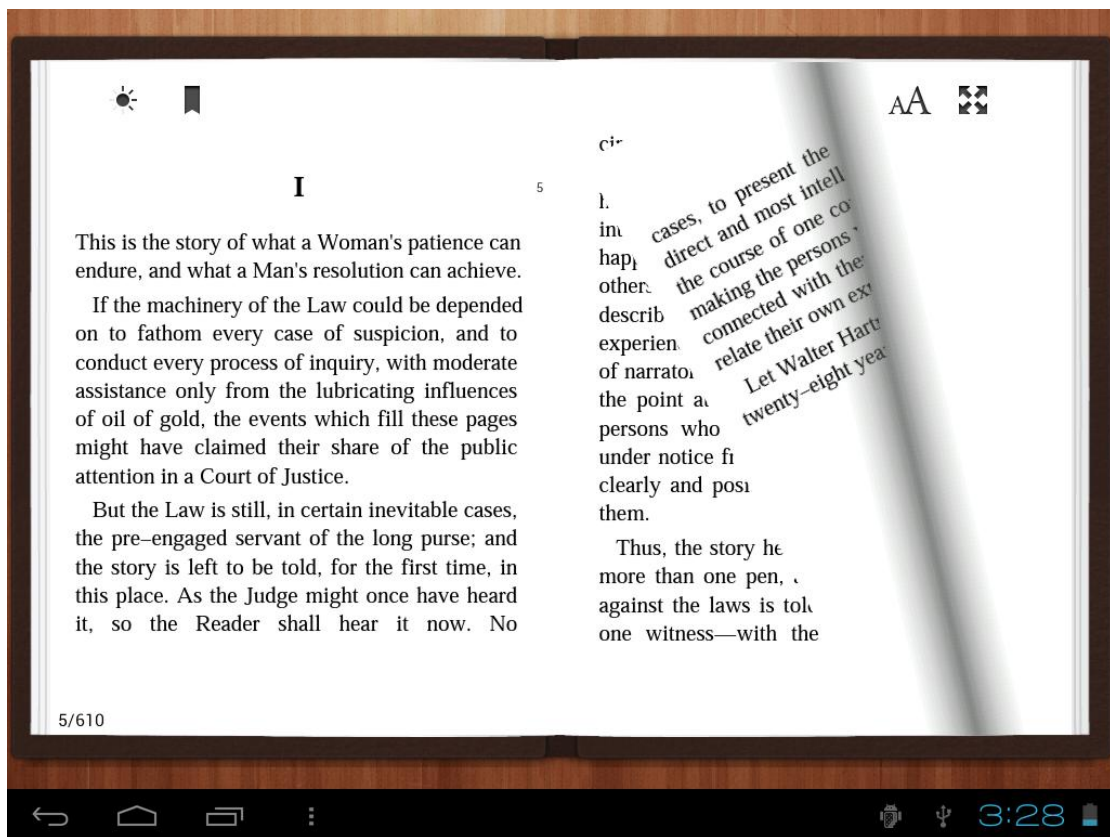 AA
I
5
This is the story of what a Woman's patience can
endure, and what a Man's resolution can achieve.
If the machinery of the Law could be depended
on to fathom every case of suspicion, and to
conduct every process of inquiry, with moderate
assistance only from the lubricating influences
of oil of gold, the events which fill these pages
might have claimed their share of the public
attention in a Court of Justice.
But the Law is still, in certain inevitable cases,
the pre–engaged servant of the long purse; and
the story is left to be told, for the first time, in
this place. As the Judge might once have heard
it, so the Reader shall hear it now. No
5/610
of
the point
persons who
under notice
clearly and
them.
Thus, the story
more than one pen,
against the laws is
one witness—with the
cases, to present the
direct and most
the course of one
making the persons
connected with
relate their own
Let Walter
twenty–eight
3:28